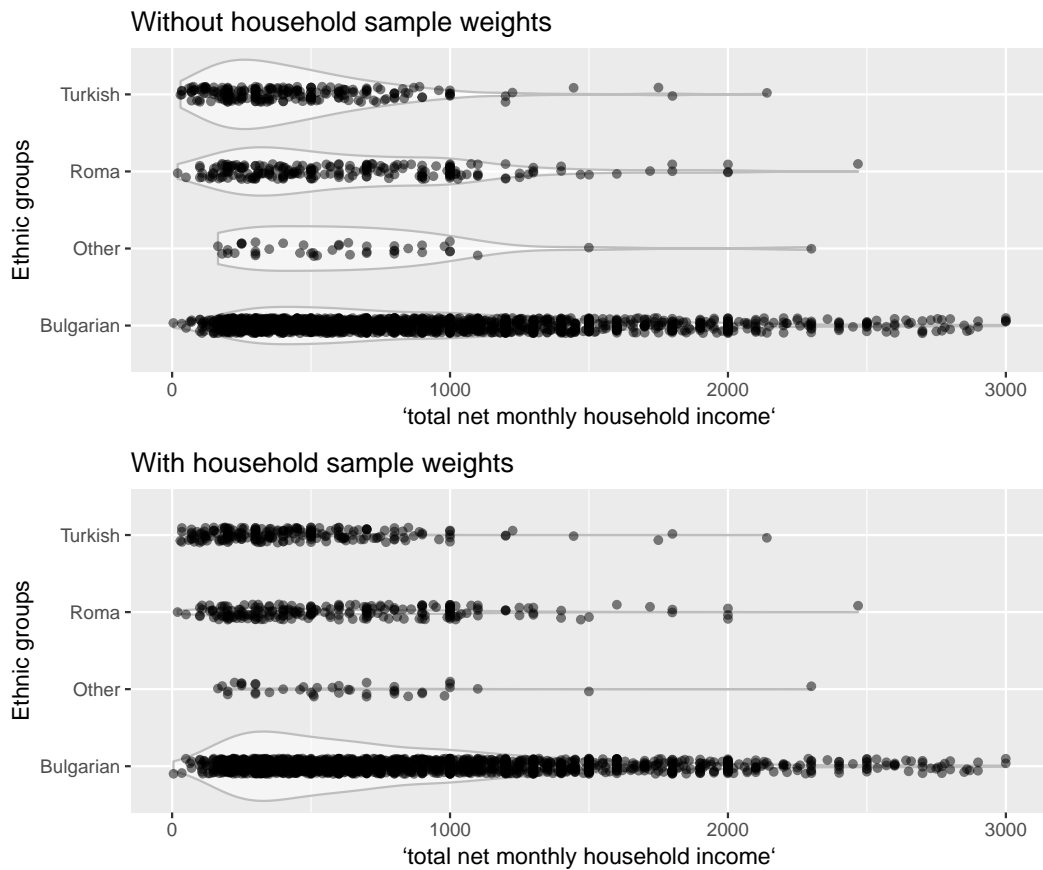 Without household sample weights
Turkish
Roma
Other
Bulgarian
Ethnic groups
0 1000 2000 3000
‘total net monthly household income‘
With household sample weights
Turkish
Roma
Other
Bulgarian
Ethnic groups
0 1000 2000 3000
‘total net monthly household income‘